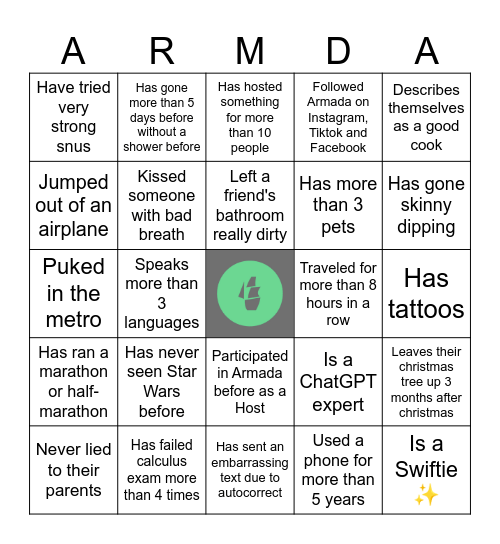 A R M D A
Have tried
very
strong
snus
Has gone
more than 5
days before
without a
shower before
Has hosted
something
for more
than 10
people
Followed
Armada on
Instagram,
Tiktok and
Facebook
Describes
themselves
as a good
cook
Jumped
out of an
airplane
Kissed
someone
with bad
breath
Left a
friend's
bathroom
really dirty
Has more
than 3
pets
Has gone
skinny
dipping
Puked
in the
metro
Speaks
more than
3
languages
Traveled for
more than 8
hours in a
row
Has
tattoos
Has ran a
marathon
or half-
marathon
Has never
seen Star
Wars
before
Participated
in Armada
before as a
Host
Is a
ChatGPT
expert
Leaves their
christmas
tree up 3
months after
christmas
Never lied
to their
parents
Has failed
calculus
exam more
than 4 times
Has sent an
embarrassing
text due to
autocorrect
Used a
phone for
more than
5 years
Is a
Swiftie
✨